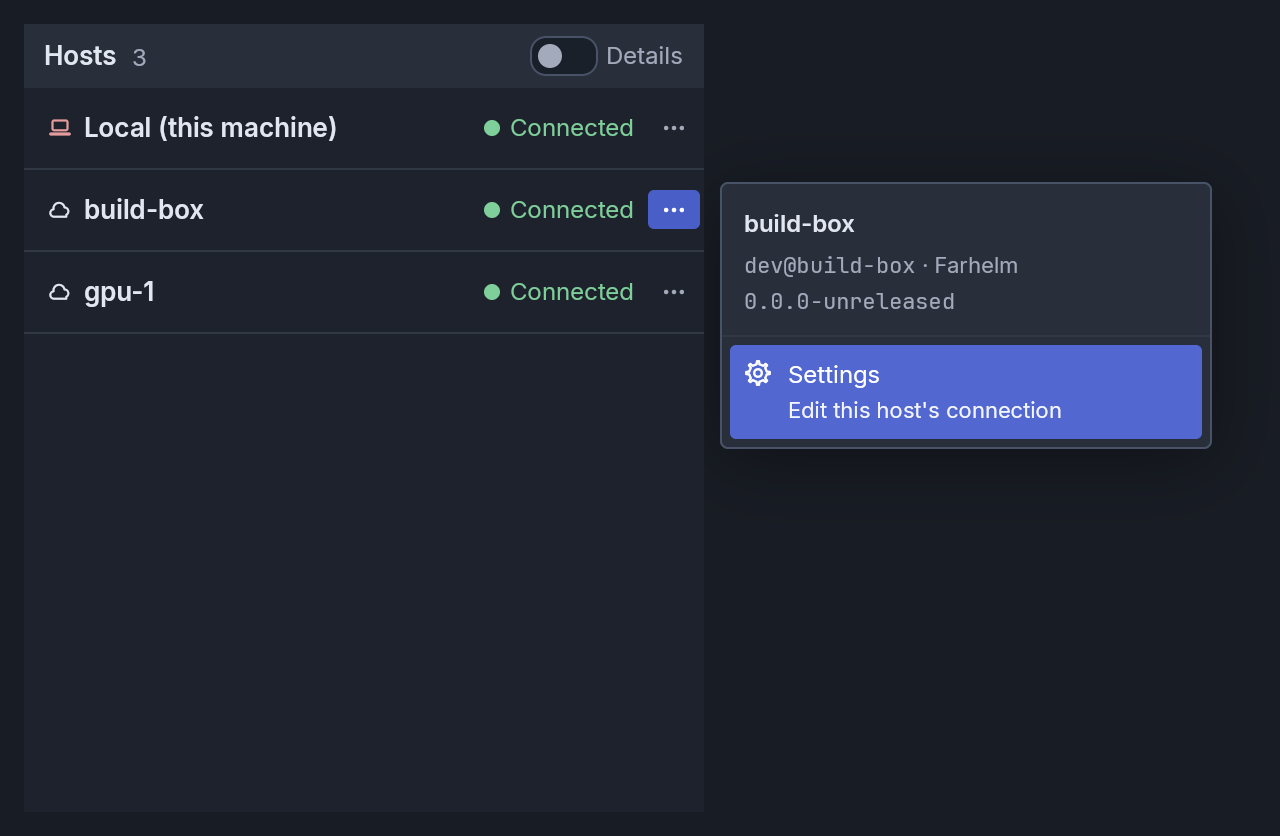 Hosts 3 Details
Local (this machine) Connected
build-box Connected
gpu-1 Connected
build-box
dev@build-box · Farhelm
0.0.0-unreleased
Settings
Edit this host's connection